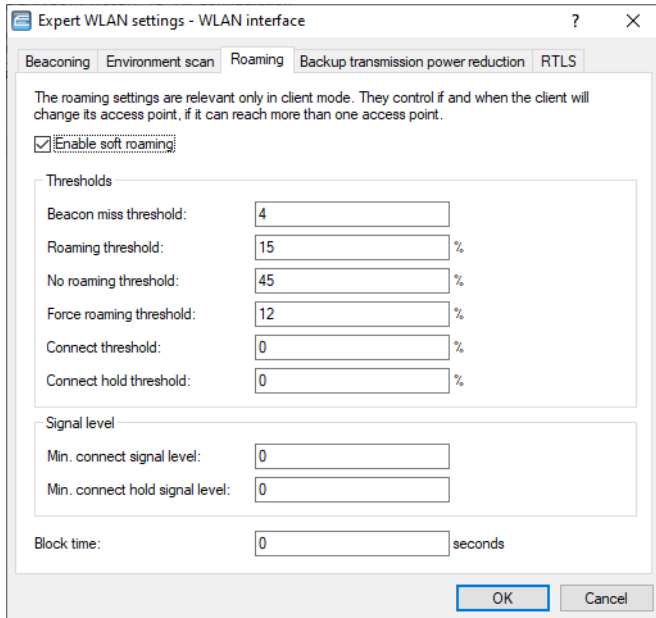 Expert WLAN settings - WLAN interface ?
Beaconing Environment scan Roaming Backup transmission power reduction RTLS
The roaming settings are relevant only in client mode. They control if and when the client will
change its access point, if it can reach more than one access point.
Enable soft roaming
Thresholds
Beacon miss threshold: 4
Roaming threshold: 15 %
No roaming threshold: 45 %
Force roaming threshold: 12 %
Connect threshold: 0 %
Connect hold threshold: 0 %
Signal level
Min. connect signal level: 0
Min. connect hold signal level: 0
Block time: 0 seconds
OK Cancel